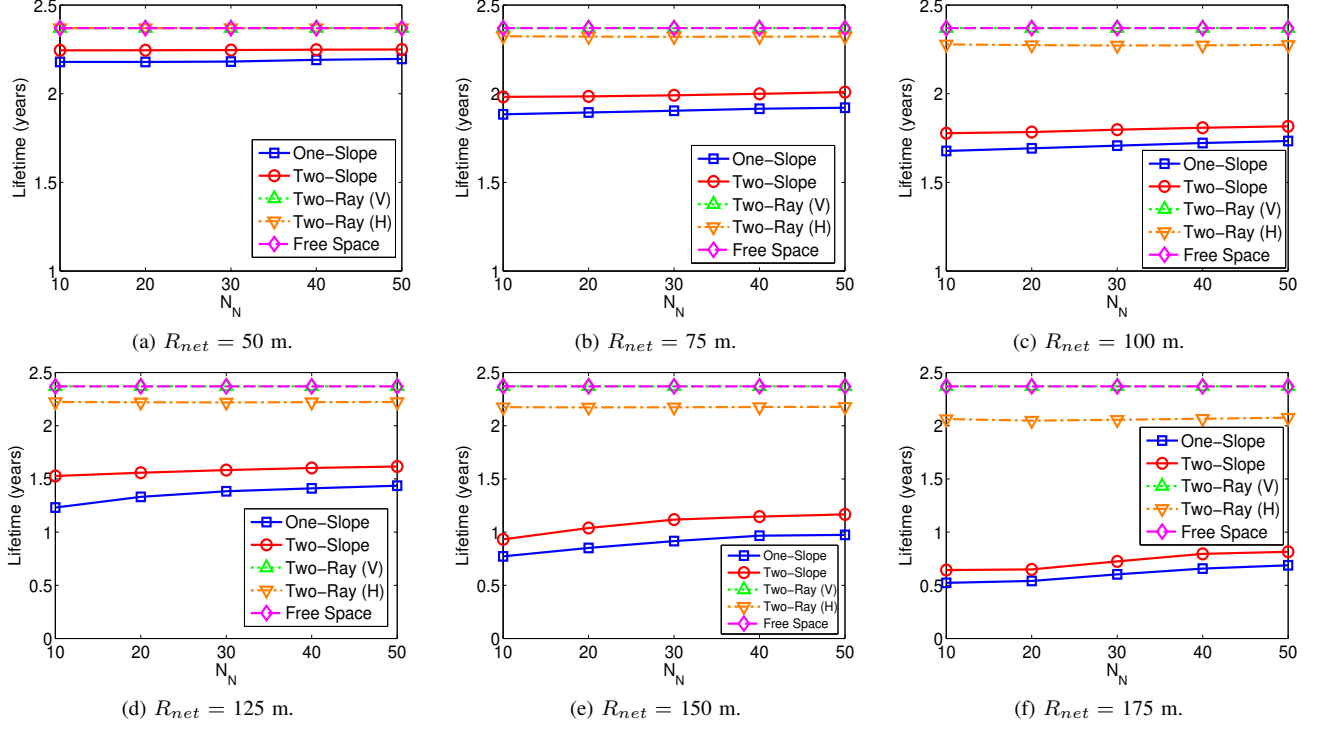 2.5
2
1.5
1
Lifetime (years)
10 20 30 40 50
N_N
One-Slope
Two-Slope
Two-Ray (V)
Two-Ray (H)
Free Space
(a) R_net = 50 m.
2.5
2
1.5
1
Lifetime (years)
10 20 30 40 50
N_N
One-Slope
Two-Slope
Two-Ray (V)
Two-Ray (H)
Free Space
(b) R_net = 75 m.
2.5
2
1.5
1
Lifetime (years)
10 20 30 40 50
N_N
One-Slope
Two-Slope
Two-Ray (V)
Two-Ray (H)
Free Space
(c) R_net = 100 m.
2.5
2
1.5
1
0.5
0
Lifetime (years)
10 20 30 40 50
N_N
One-Slope
Two-Slope
Two-Ray (V)
Two-Ray (H)
Free Space
(d) R_net = 125 m.
2.5
2
1.5
1
0.5
0
Lifetime (years)
10 20 30 40 50
N_N
One-Slope
Two-Slope
Two-Ray (V)
Two-Ray (H)
Free Space
(e) R_net = 150 m.
2.5
2
1.5
1
0.5
0
Lifetime (years)
10 20 30 40 50
N_N
One-Slope
Two-Slope
Two-Ray (V)
Two-Ray (H)
Free Space
(f) R_net = 175 m.